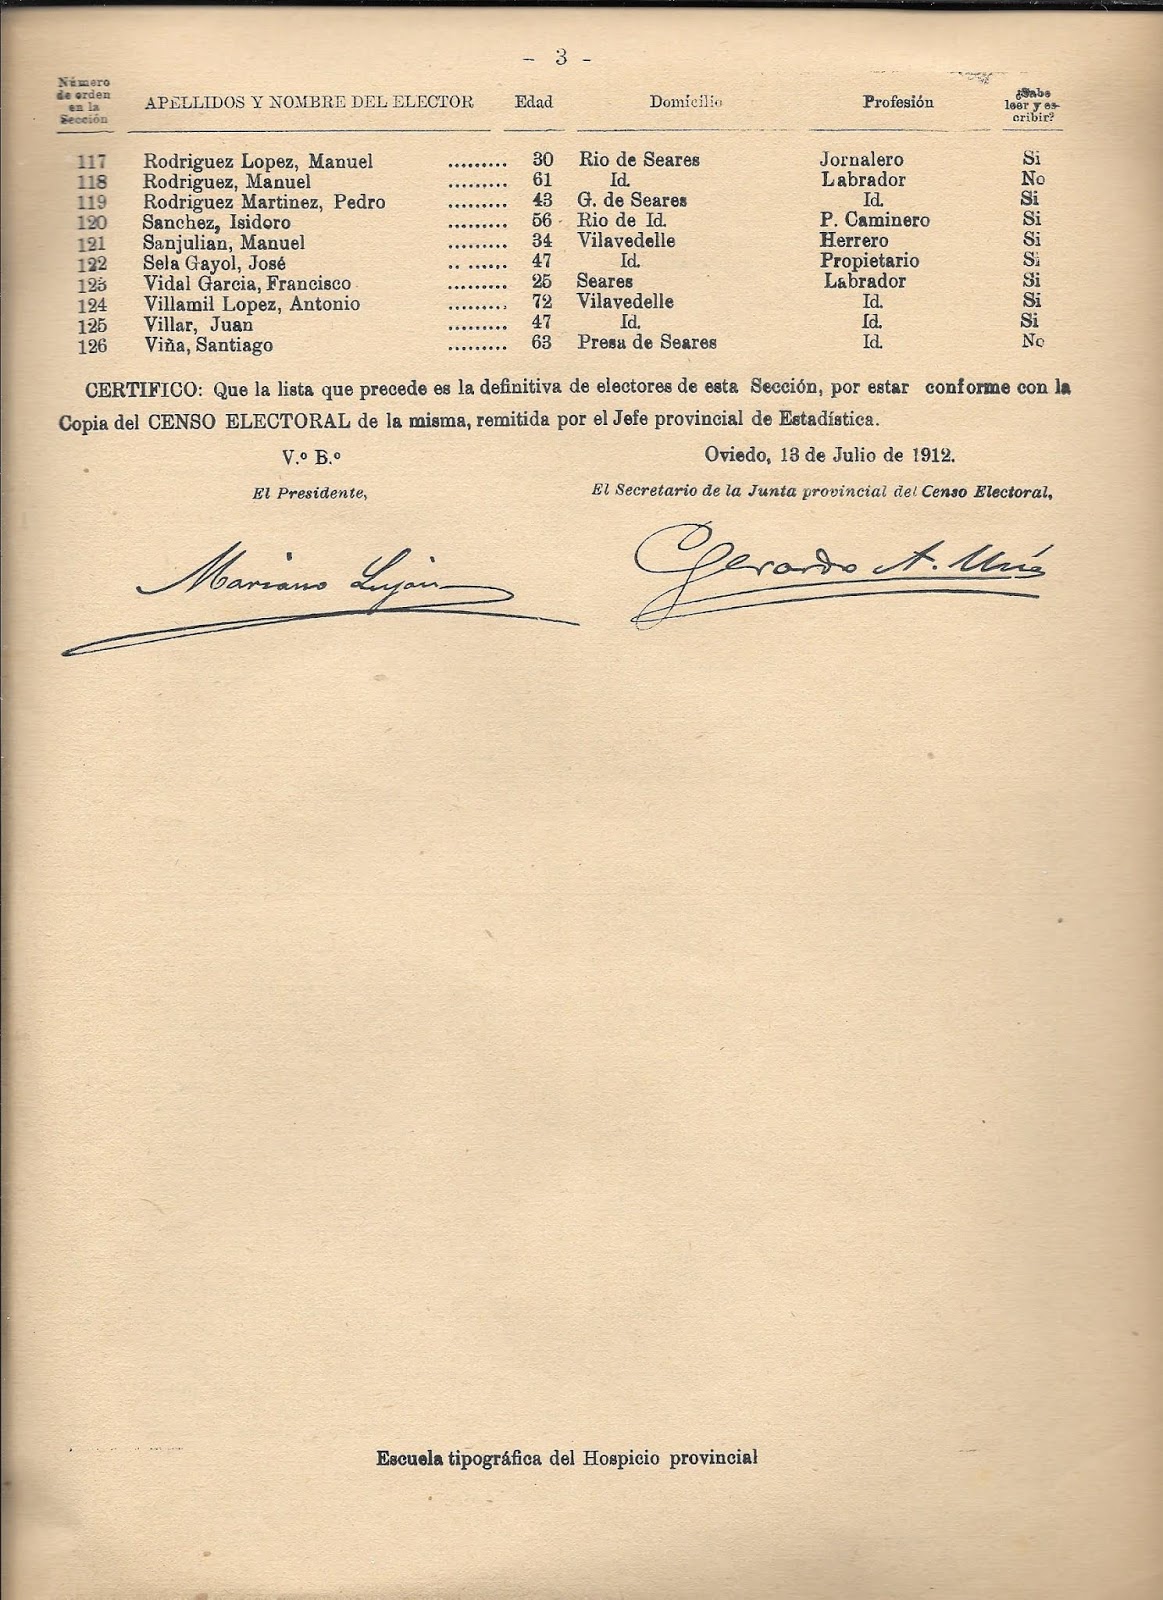 - 3 -
Número de orden en la Sección APELLIDOS Y NOMBRE DEL ELECTOR Edad Domicilio Profesión ¿Sabe leer y es-cribir?
117 Rodriguez Lopez, Manuel ......... 30 Rio de Seares Jornalero Si
118 Rodriguez, Manuel ......... 61 Id. Labrador No
119 Rodriguez Martinez, Pedro ......... 43 G. de Seares Id. Si
120 Sanchez, Isidoro ......... 56 Rio de Id. P. Caminero Si
121 Sanjulian, Manuel ......... 34 Vilavedelle Herrero Si
122 Sela Gayol, José .. ...... 47 Id. Propietario Si
123 Vidal Garcia, Francisco ......... 25 Seares Labrador Si
124 Villamil Lopez, Antonio ......... 72 Vilavedelle Id. Si
125 Villar, Juan ......... 47 Id. Id. Si
126 Viña, Santiago ......... 63 Presa de Seares Id. No
CERTIFICO: Que la lista que precede es la definitiva de electores de esta Sección, por estar conforme con la
Copia del CENSO ELECTORAL de la misma, remitida por el Jefe provincial de Estadística.
V.º B.º Oviedo, 13 de Julio de 1912.
El Presidente, El Secretario de la Junta provincial del Censo Electoral,
Mariano Luján Gerardo A. Uría
Escuela tipográfica del Hospicio provincial